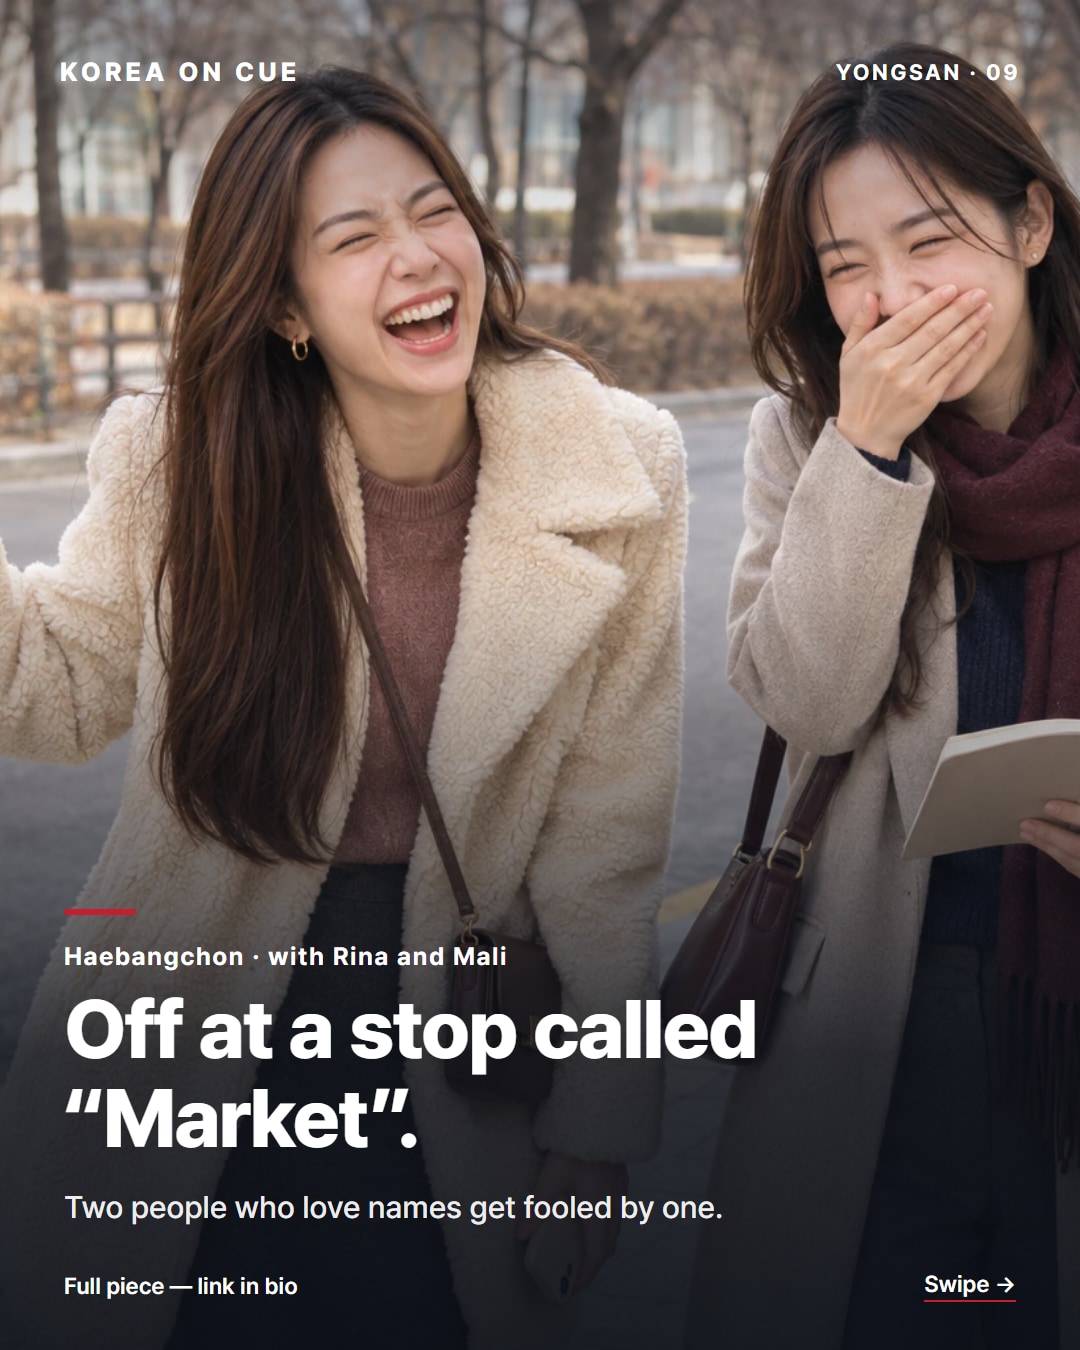 KOREA ON CUE
YONGSAN · 09
Haebangchon · with Rina and Mali
Off at a stop called
“Market”.
Two people who love names get fooled by one.
Full piece — link in bio
Swipe →